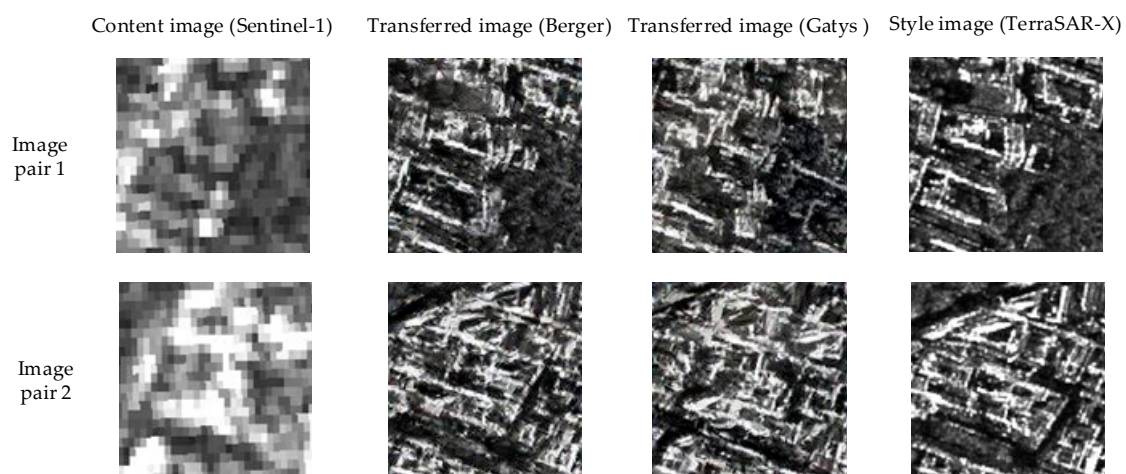 Content image (Sentinel-1) Transferred image (Berger) Transferred image (Gatys ) Style image (TerraSAR-X)
Image
pair 1
Image
pair 2